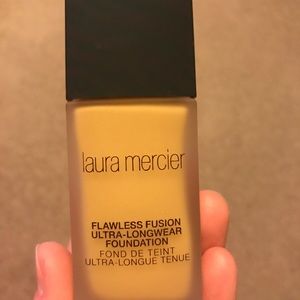 laura mercier
FLAWLESS FUSION
ULTRA-LONGWEAR
FOUNDATION
FOND DE TEINT
ULTRA-LONGUE TENUE